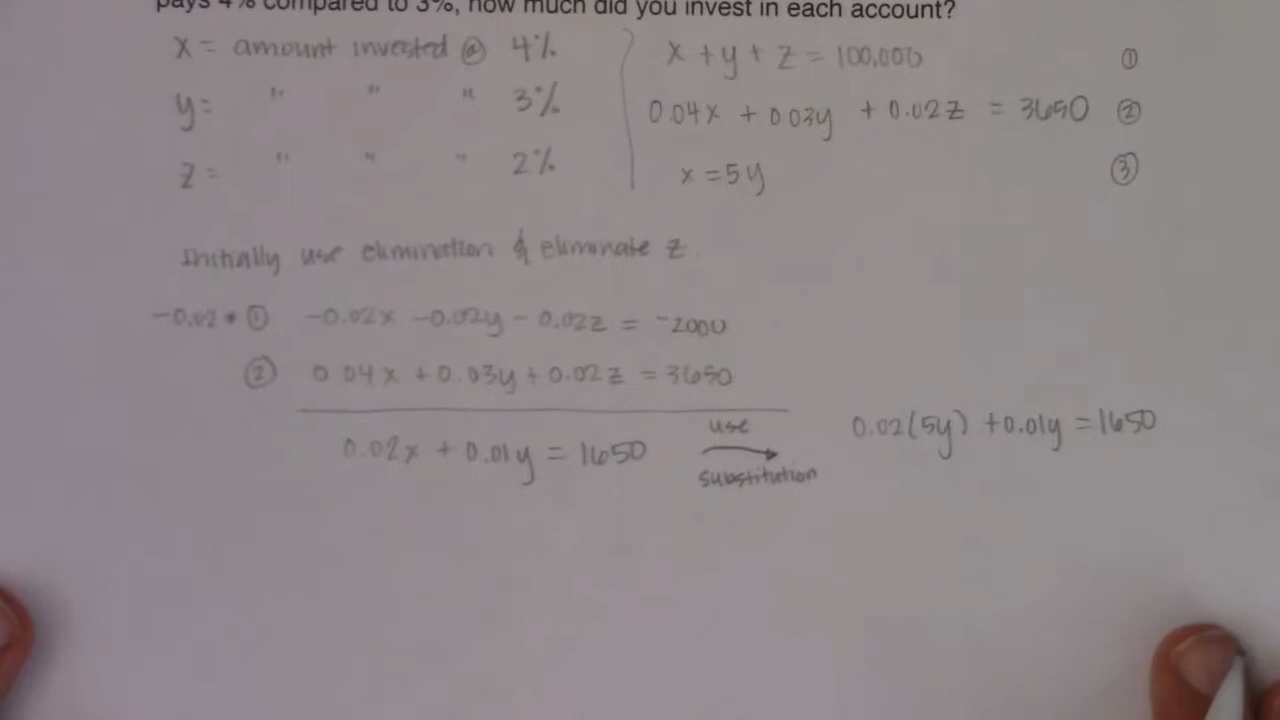 pays 4% compared to 3%, how much did you invest in each account?
x = amount invested @ 4%
y = " " " 3%
z = " " " 2%
x + y + z = 100,000 ①
0.04x + 0.03y + 0.02z = 3650 ②
x = 5y ③
Initially use elimination & eliminate z.
-0.02 • ① -0.02x - 0.02y - 0.02z = -2000
② 0.04x + 0.03y + 0.02z = 3650
0.02x + 0.01y = 1650
use
substitution
0.02(5y) + 0.01y = 1650